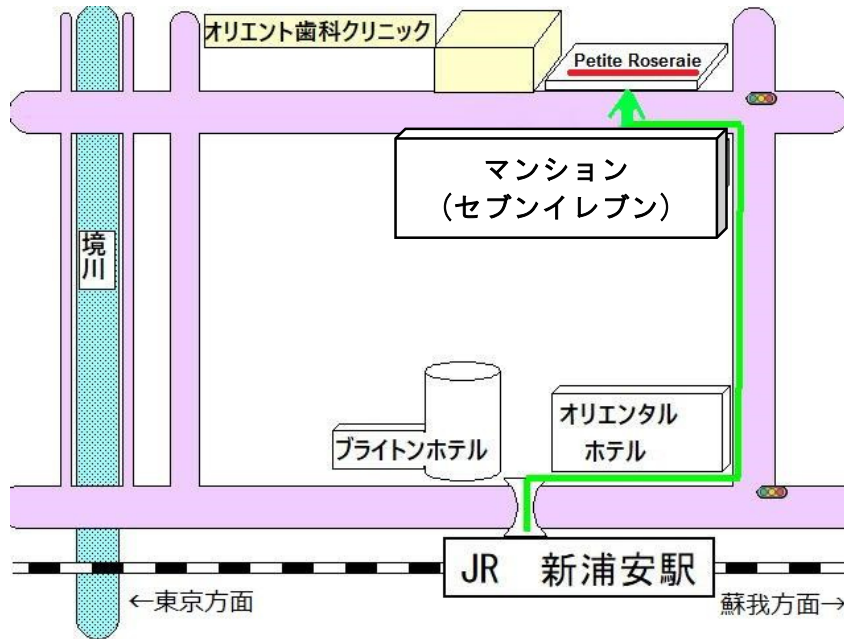 オリエント歯科クリニック
Petite Roseraie
マンション
（セブンイレブン）
境川
ブライトンホテル
オリエンタル
ホテル
JR　新浦安駅
←東京方面
蘇我方面→